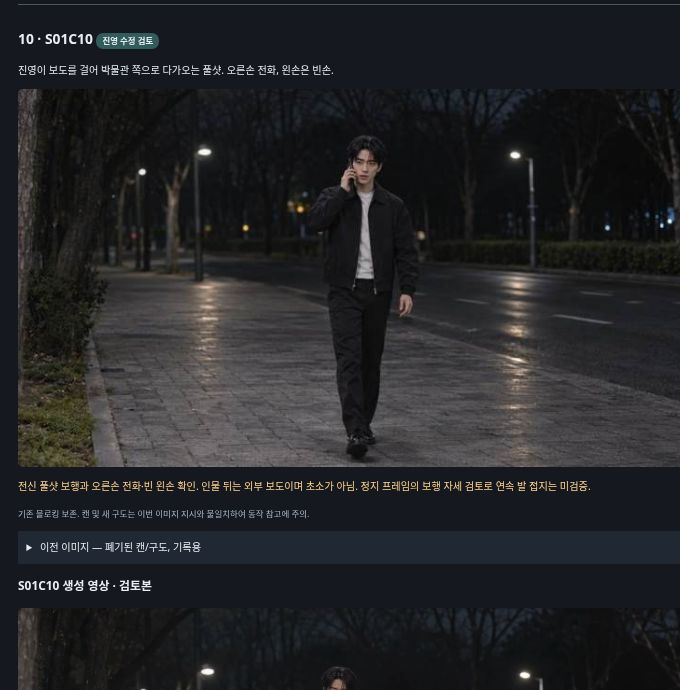 10 · S01C10 진영 수정 검토
진영이 보도를 걸어 박물관 쪽으로 다가오는 풀샷. 오른손 전화, 왼손은 빈손.
전신 풀샷 보행과 오른손 전화·빈 왼손 확인. 인물 뒤는 외부 보도이며 초소가 아님. 정지 프레임의 보행 자세 검토로 연속 발 접지는 미검증.
기존 블로킹 보존. 캔 및 새 구도는 이번 이미지 지시와 불일치하여 동작 참고에 주의.
▶ 이전 이미지 — 폐기된 캔/구도, 기록용
S01C10 생성 영상 · 검토본